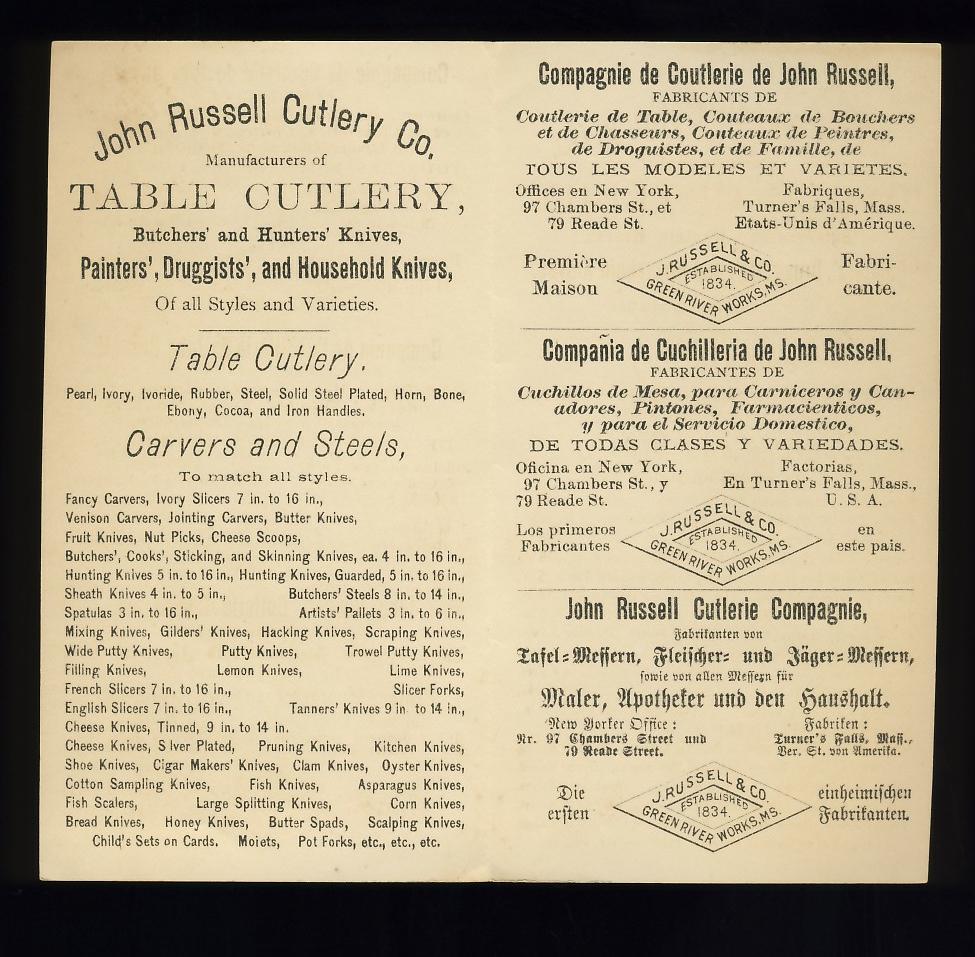 John Russell Cutlery Co.
Manufacturers of
TABLE CUTLERY,
Butchers' and Hunters' Knives,
Painters', Druggists', and Household Knives,
Of all Styles and Varieties.
Table Cutlery.
Pearl, Ivory, Ivoride, Rubber, Steel, Solid Steel Plated, Horn, Bone,
Ebony, Cocoa, and Iron Handles.
Carvers and Steels,
To match all styles.
Fancy Carvers, Ivory Slicers 7 in. to 16 in.,
Venison Carvers, Jointing Carvers, Butter Knives,
Fruit Knives, Nut Picks, Cheese Scoops,
Butchers', Cooks', Sticking, and Skinning Knives, ea. 4 in. to 16 in.,
Hunting Knives 5 in. to 16 in., Hunting Knives, Guarded, 5 in. to 16 in.,
Sheath Knives 4 in. to 5 in., Butchers' Steels 8 in. to 14 in.,
Spatulas 3 in. to 16 in., Artists' Pallets 3 in. to 6 in.,
Mixing Knives, Gilders' Knives, Hacking Knives, Scraping Knives,
Wide Putty Knives, Putty Knives, Trowel Putty Knives,
Filling Knives, Lemon Knives, Lime Knives,
French Slicers 7 in. to 16 in., Slicer Forks,
English Slicers 7 in. to 16 in., Tanners' Knives 9 in to 14 in.,
Cheese Knives, Tinned, 9 in. to 14 in.
Cheese Knives, S lver Plated, Pruning Knives, Kitchen Knives,
Shoe Knives, Cigar Makers' Knives, Clam Knives, Oyster Knives,
Cotton Sampling Knives, Fish Knives, Asparagus Knives,
Fish Scalers, Large Splitting Knives, Corn Knives,
Bread Knives, Honey Knives, Butter Spads, Scalping Knives,
Child's Sets on Cards. Moiets, Pot Forks, etc., etc., etc.
Compagnie de Coutlerie de John Russell,
FABRICANTS DE
Coutlerie de Table, Couteaux de Bouchers
et de Chasseurs, Couteaux de Peintres,
de Droguistes, et de Famille, de
TOUS LES MODELES ET VARIETES.
Offices en New York, Fabriques,
97 Chambers St., et Turner's Falls, Mass.
79 Reade St. Etats-Unis d'Amérique.
Première Fabri-
Maison cante.
J. RUSSELL & CO.
ESTABLISHED
1834.
GREEN RIVER WORKS, MS.
Compañia de Cuchilleria de John Russell,
FABRICANTES DE
Cuchillos de Mesa, para Carniceros y Can-
adores, Pintones, Farmacienticos,
y para el Servicio Domestico,
DE TODAS CLASES Y VARIEDADES.
Oficina en New York, Factorias,
97 Chambers St., y En Turner's Falls, Mass.,
79 Reade St. U. S. A.
Los primeros en
Fabricantes este pais.
J. RUSSELL & CO.
ESTABLISHED
1834.
GREEN RIVER WORKS, MS.
John Russell Cutlerie Compagnie,
Fabrikanten von
Tafel=Messern, Fleischer= und Jäger=Messern,
sowie von allen Messern für
Maler, Apotheker und den Haushalt.
New Yorker Office: Fabriken:
Nr. 97 Chambers Street und Turner's Falls, Mass.,
79 Reade Street. Ver. St. von Amerika.
Die einheimischen
ersten Fabrikanten.
J. RUSSELL & CO.
ESTABLISHED
1834.
GREEN RIVER WORKS, MS.